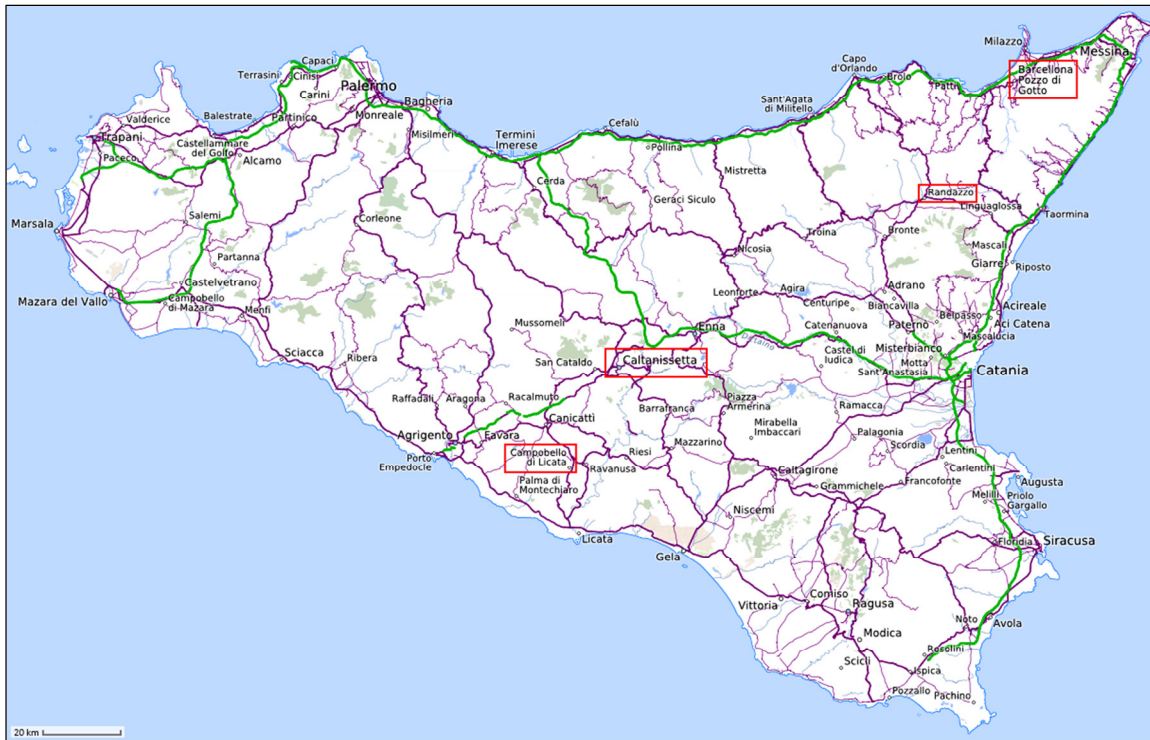 Milazzo
Messina
Capaci
Terrasini
Cinisi
Carini
Palermo
Capo
d'Orlando
Brolo
Patti
Barcellona
Pozzo di
Gotto
Bagheria
Monreale
Partinico
Balestrate
Valderice
Trapani
Paceco
Castellammare
del Golfo
Alcamo
Misilmeri
Termini
Imerese
Cefalù
Sant'Agata
di Militello
Pollina
Mistretta
Cerda
Geraci Siculo
Randazzo
Linguaglossa
Taormina
Marsala
Salemi
Corleone
Troina
Bronte
Nicosia
Mascali
Giarre
Riposto
Partanna
Castelvetrano
Mazara del Vallo
Campobello
di Mazara
Menfi
Leonforte
Agira
Centuripe
Adrano
Biancavilla
Belpasso
Acireale
Aci Catena
Mascalucia
Mussomeli
Enna
Dittaino
Catenanuova
Paternò
Misterbianco
Motta
Sant'Anastasia
Castel di
Iudica
Catania
Sciacca
Ribera
San Cataldo
Caltanissetta
Raffadali
Aragona
Racalmuto
Canicattì
Barrafranca
Piazza
Armerina
Ramacca
Mirabella
Imbaccari
Palagonia
Scordia
Agrigento
Favara
Porto
Empedocle
Campobello
di Licata
Ravanusa
Riesi
Mazzarino
Caltagirone
Grammichele
Francofonte
Lentini
Carlentini
Augusta
Melilli
Priolo
Gargallo
Palma di
Montechiaro
Niscemi
Licata
Gela
Floridia
Siracusa
Vittoria
Comiso
Ragusa
Modica
Noto
Avola
Rosolini
Scicli
Ispica
Pozzallo
Pachino
20 km